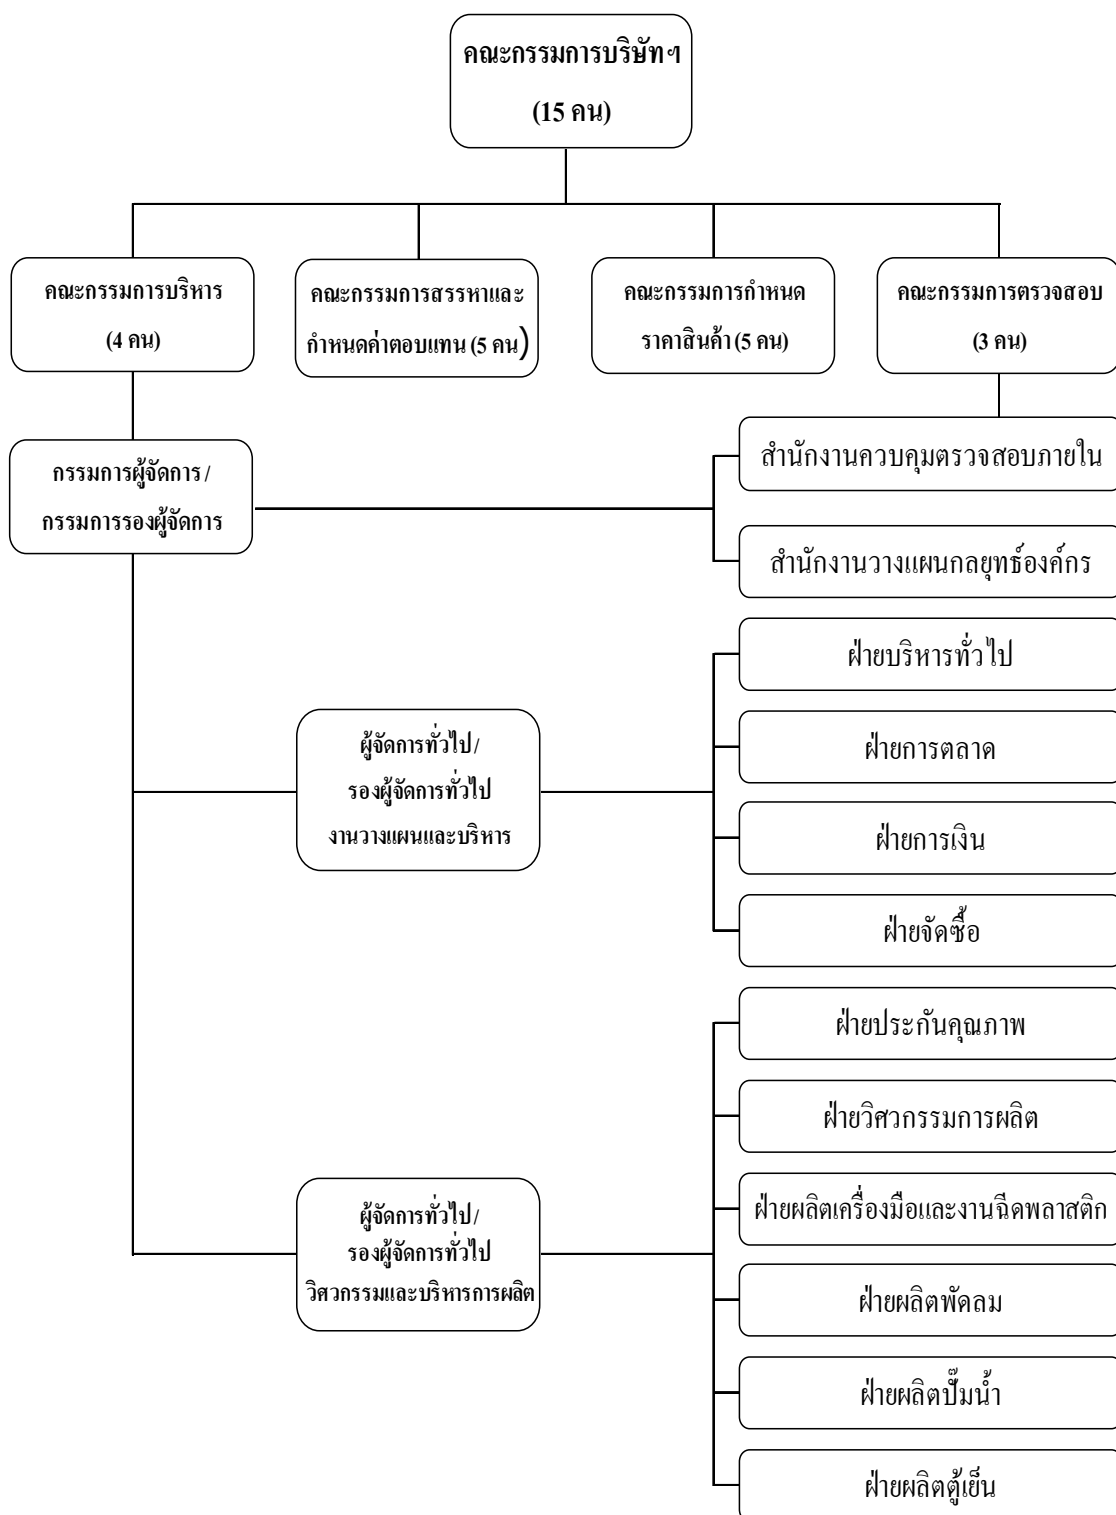 คณะกรรมการบริษัทฯ
(15 คน)
คณะกรรมการบริหาร
(4 คน)
คณะกรรมการสรรหาและ
กำหนดค่าตอบแทน (5 คน)
คณะกรรมการกำหนด
ราคาสินค้า (5 คน)
คณะกรรมการตรวจสอบ
(3 คน)
กรรมการผู้จัดการ/
กรรมการรองผู้จัดการ
สำนักงานควบคุมตรวจสอบภายใน
สำนักงานวางแผนกลยุทธ์องค์กร
ผู้จัดการทั่วไป/
รองผู้จัดการทั่วไป
งานวางแผนและบริหาร
ฝ่ายบริหารทั่วไป
ฝ่ายการตลาด
ฝ่ายการเงิน
ฝ่ายจัดซื้อ
ผู้จัดการทั่วไป/
รองผู้จัดการทั่วไป
วิศวกรรมและบริหารการผลิต
ฝ่ายประกันคุณภาพ
ฝ่ายวิศวกรรมการผลิต
ฝ่ายผลิตเครื่องมือและงานฉีดพลาสติก
ฝ่ายผลิตพัดลม
ฝ่ายผลิตปั๊มน้ำ
ฝ่ายผลิตตู้เย็น